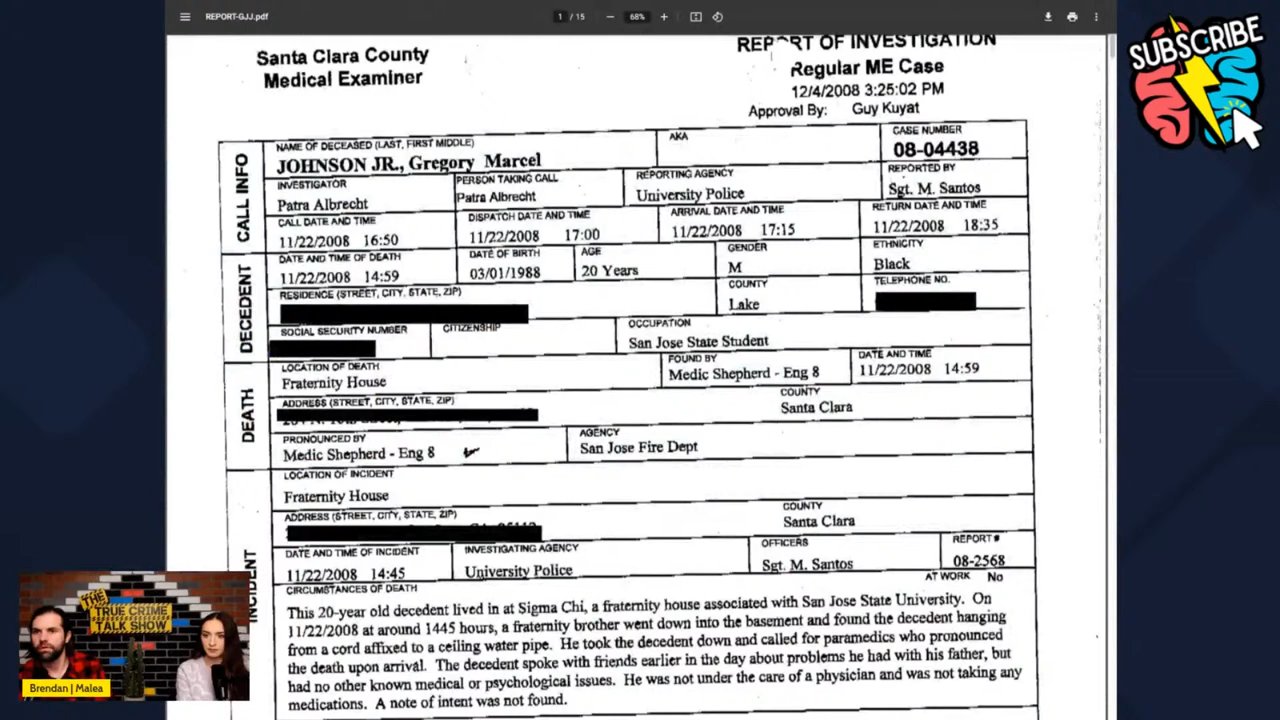 REPORT-GJJ.pdf
1 / 15
68%
SUBSCRIBE
Santa Clara County
Medical Examiner
REPORT OF INVESTIGATION
Regular ME Case
12/4/2008 3:25:02 PM
Approval By: Guy Kuyat
CALL INFO
NAME OF DECEASED (LAST, FIRST MIDDLE)
JOHNSON JR., Gregory Marcel
AKA
CASE NUMBER
08-04438
INVESTIGATOR
Patra Albrecht
PERSON TAKING CALL
Patra Albrecht
REPORTING AGENCY
University Police
REPORTED BY
Sgt. M. Santos
CALL DATE AND TIME
11/22/2008 16:50
DISPATCH DATE AND TIME
11/22/2008 17:00
ARRIVAL DATE AND TIME
11/22/2008 17:15
RETURN DATE AND TIME
11/22/2008 18:35
DECEDENT
DATE AND TIME OF DEATH
11/22/2008 14:59
DATE OF BIRTH
03/01/1988
AGE
20 Years
GENDER
M
ETHNICITY
Black
RESIDENCE (STREET, CITY, STATE, ZIP)
COUNTY
Lake
TELEPHONE NO.
SOCIAL SECURITY NUMBER
CITIZENSHIP
OCCUPATION
San Jose State Student
DEATH
LOCATION OF DEATH
Fraternity House
FOUND BY
Medic Shepherd - Eng 8
DATE AND TIME
11/22/2008 14:59
ADDRESS (STREET, CITY, STATE, ZIP)
COUNTY
Santa Clara
PRONOUNCED BY
Medic Shepherd - Eng 8
AGENCY
San Jose Fire Dept
INCIDENT
LOCATION OF INCIDENT
Fraternity House
ADDRESS (STREET, CITY, STATE, ZIP)
COUNTY
Santa Clara
DATE AND TIME OF INCIDENT
11/22/2008 14:45
INVESTIGATING AGENCY
University Police
OFFICERS
Sgt. M. Santos
REPORT#
08-2568
CIRCUMSTANCES OF DEATH
AT WORK No
This 20-year old decedent lived in at Sigma Chi, a fraternity house associated with San Jose State University. On
11/22/2008 at around 1445 hours, a fraternity brother went down into the basement and found the decedent hanging
from a cord affixed to a ceiling water pipe. He took the decedent down and called for paramedics who pronounced
the death upon arrival. The decedent spoke with friends earlier in the day about problems he had with his father, but
had no other known medical or psychological issues. He was not under the care of a physician and was not taking any
medications. A note of intent was not found.
THE
TRUE CRIME
TALK SHOW
Brendan | Malea